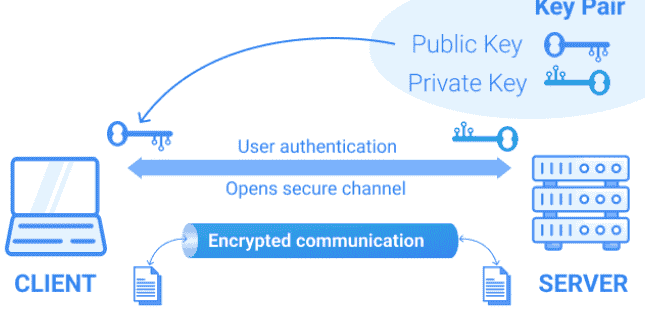 Key Pair
Public Key
Private Key
User authentication
Opens secure channel
Encrypted communication
CLIENT
SERVER